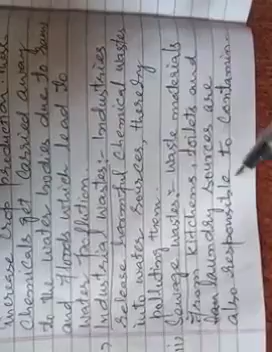 increase crop production. These
chemicals get carried away
to the water bodies due to rain
and floods which lead to
water pollution.
Industrial wastes:- Industries
release harmful chemical wastes
into water sources, thereby
polluting them.
iii) Sewage wastes:- waste materials
from kitchens, toilets and
laundry sources are
also responsible to contamin